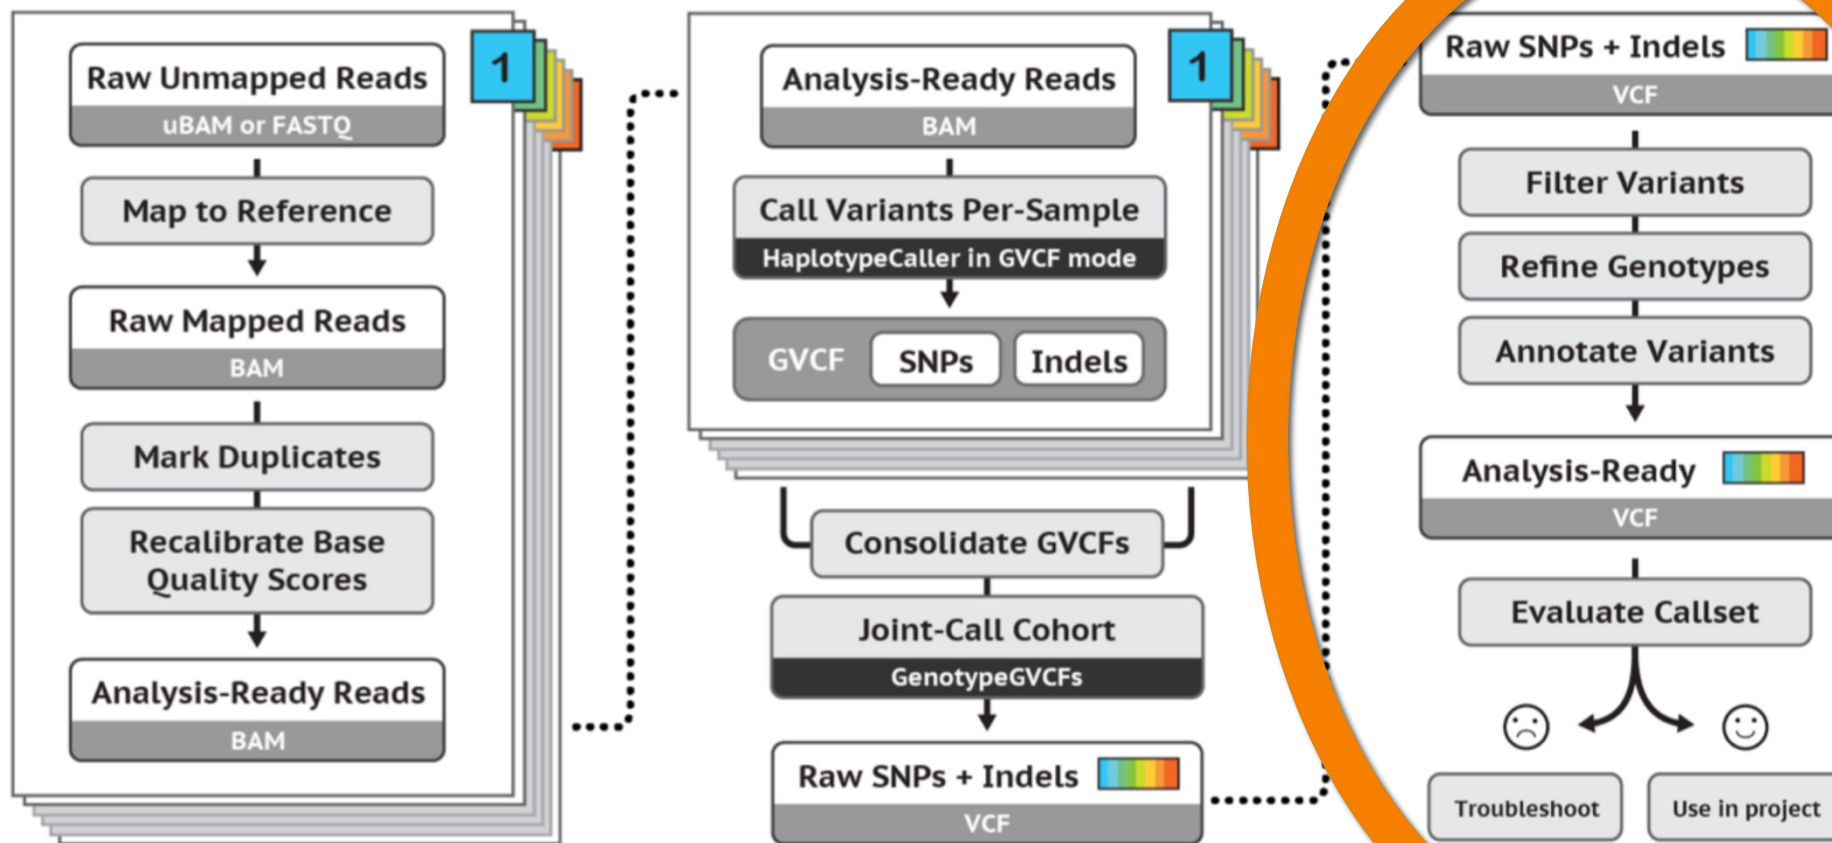 Raw Unmapped Reads
uBAM or FASTQ
1
Map to Reference
Raw Mapped Reads
BAM
Mark Duplicates
Recalibrate Base
Quality Scores
Analysis-Ready Reads
BAM
Analysis-Ready Reads
BAM
1
Call Variants Per-Sample
HaplotypeCaller in GVCF mode
GVCF SNPs Indels
Consolidate GVCFs
Joint-Call Cohort
GenotypeGVCFs
Raw SNPs + Indels
VCF
Raw SNPs + Indels
VCF
Filter Variants
Refine Genotypes
Annotate Variants
Analysis-Ready
VCF
Evaluate Callset
Troubleshoot
Use in project